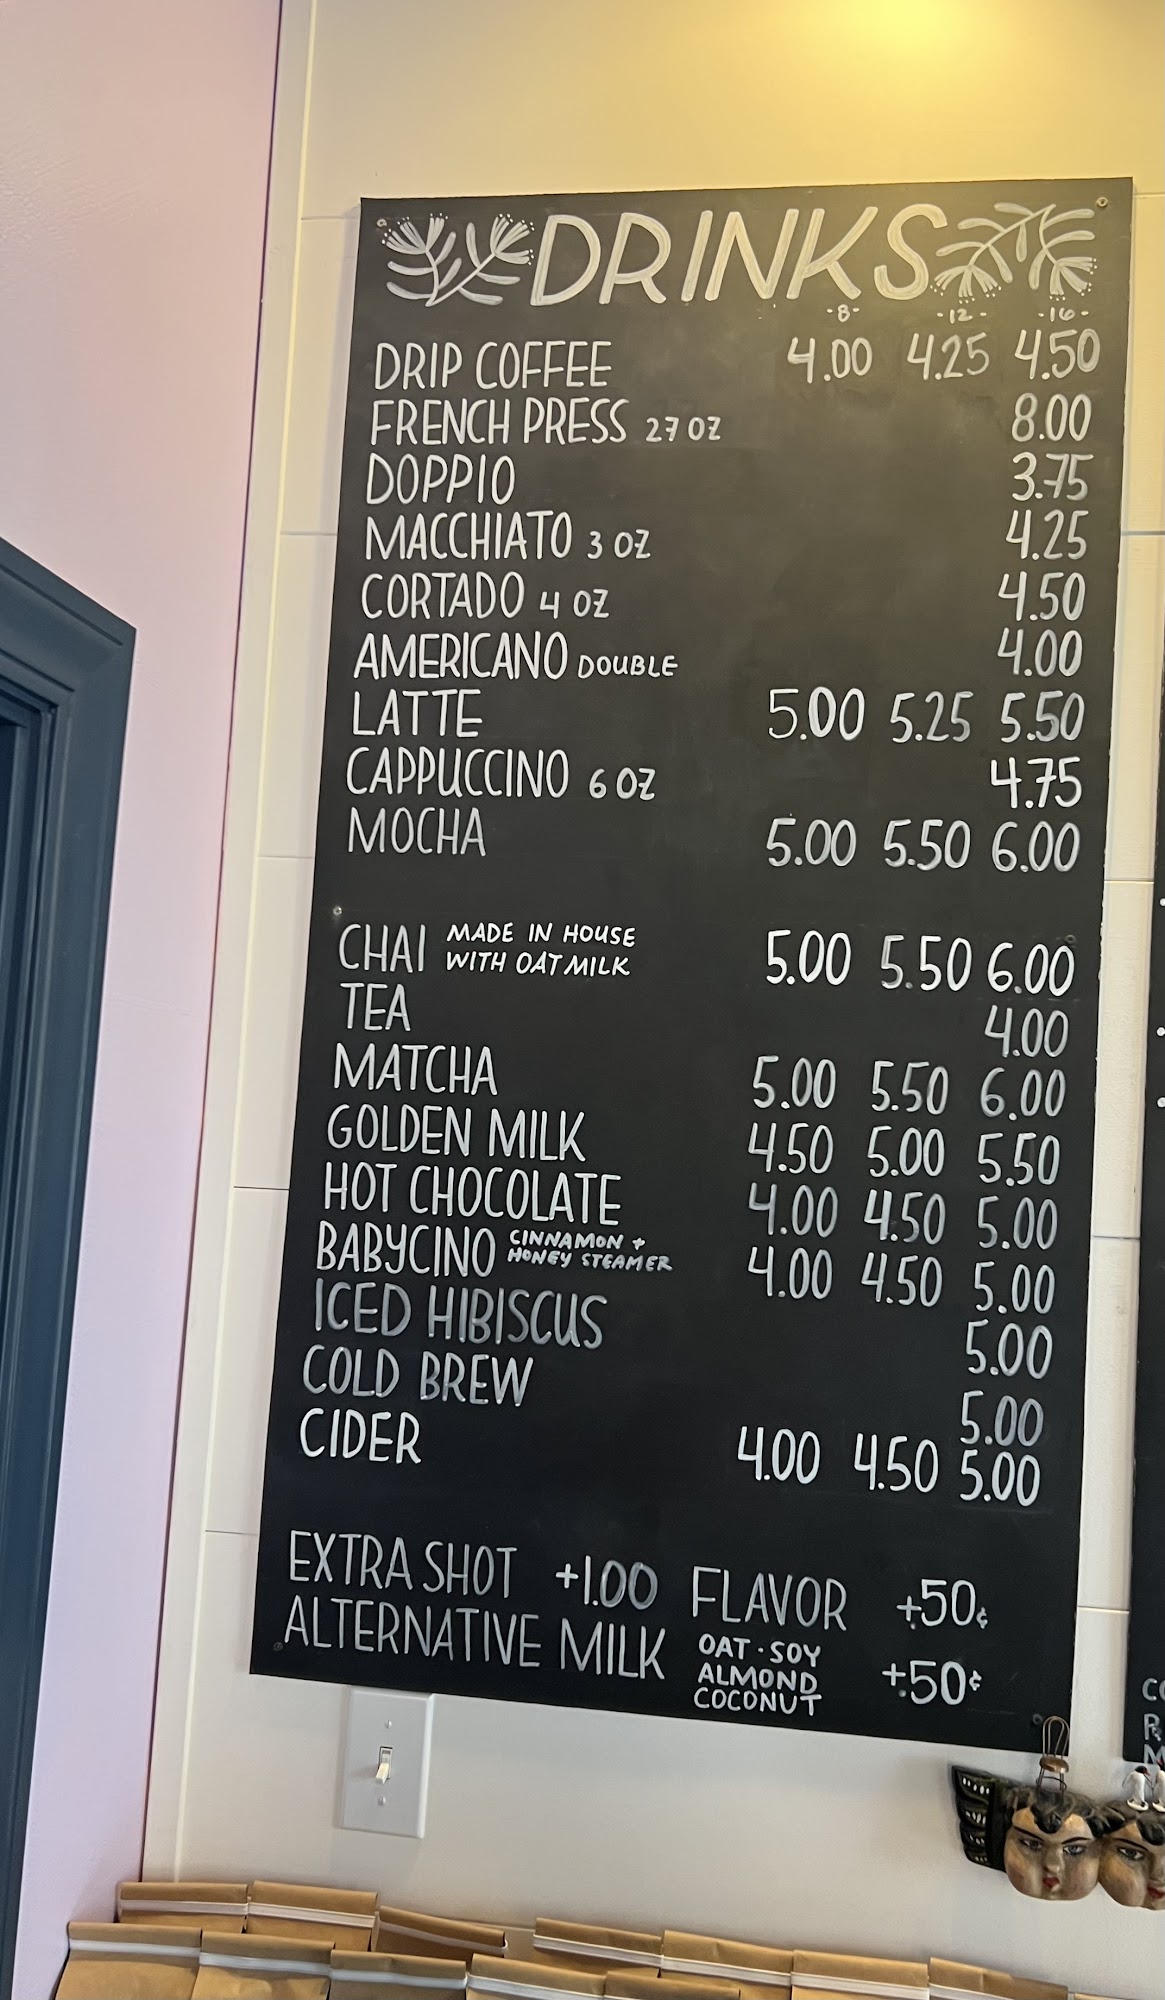 DRINKS
-8- -12- -16-
DRIP COFFEE 4.00 4.25 4.50
FRENCH PRESS 27 OZ 8.00
DOPPIO 3.75
MACCHIATO 3 OZ 4.25
CORTADO 4 OZ 4.50
AMERICANO DOUBLE 4.00
LATTE 5.00 5.25 5.50
CAPPUCCINO 6 OZ 4.75
MOCHA 5.00 5.50 6.00
CHAI MADE IN HOUSE
WITH OAT MILK 5.00 5.50 6.00
TEA 4.00
MATCHA 5.00 5.50 6.00
GOLDEN MILK 4.50 5.00 5.50
HOT CHOCOLATE 4.00 4.50 5.00
BABYCINO CINNAMON +
HONEY STEAMER 4.00 4.50 5.00
ICED HIBISCUS 5.00
COLD BREW 5.00
CIDER 4.00 4.50 5.00
EXTRA SHOT +1.00 FLAVOR +.50¢
ALTERNATIVE MILK OAT · SOY
ALMOND
COCONUT +.50¢